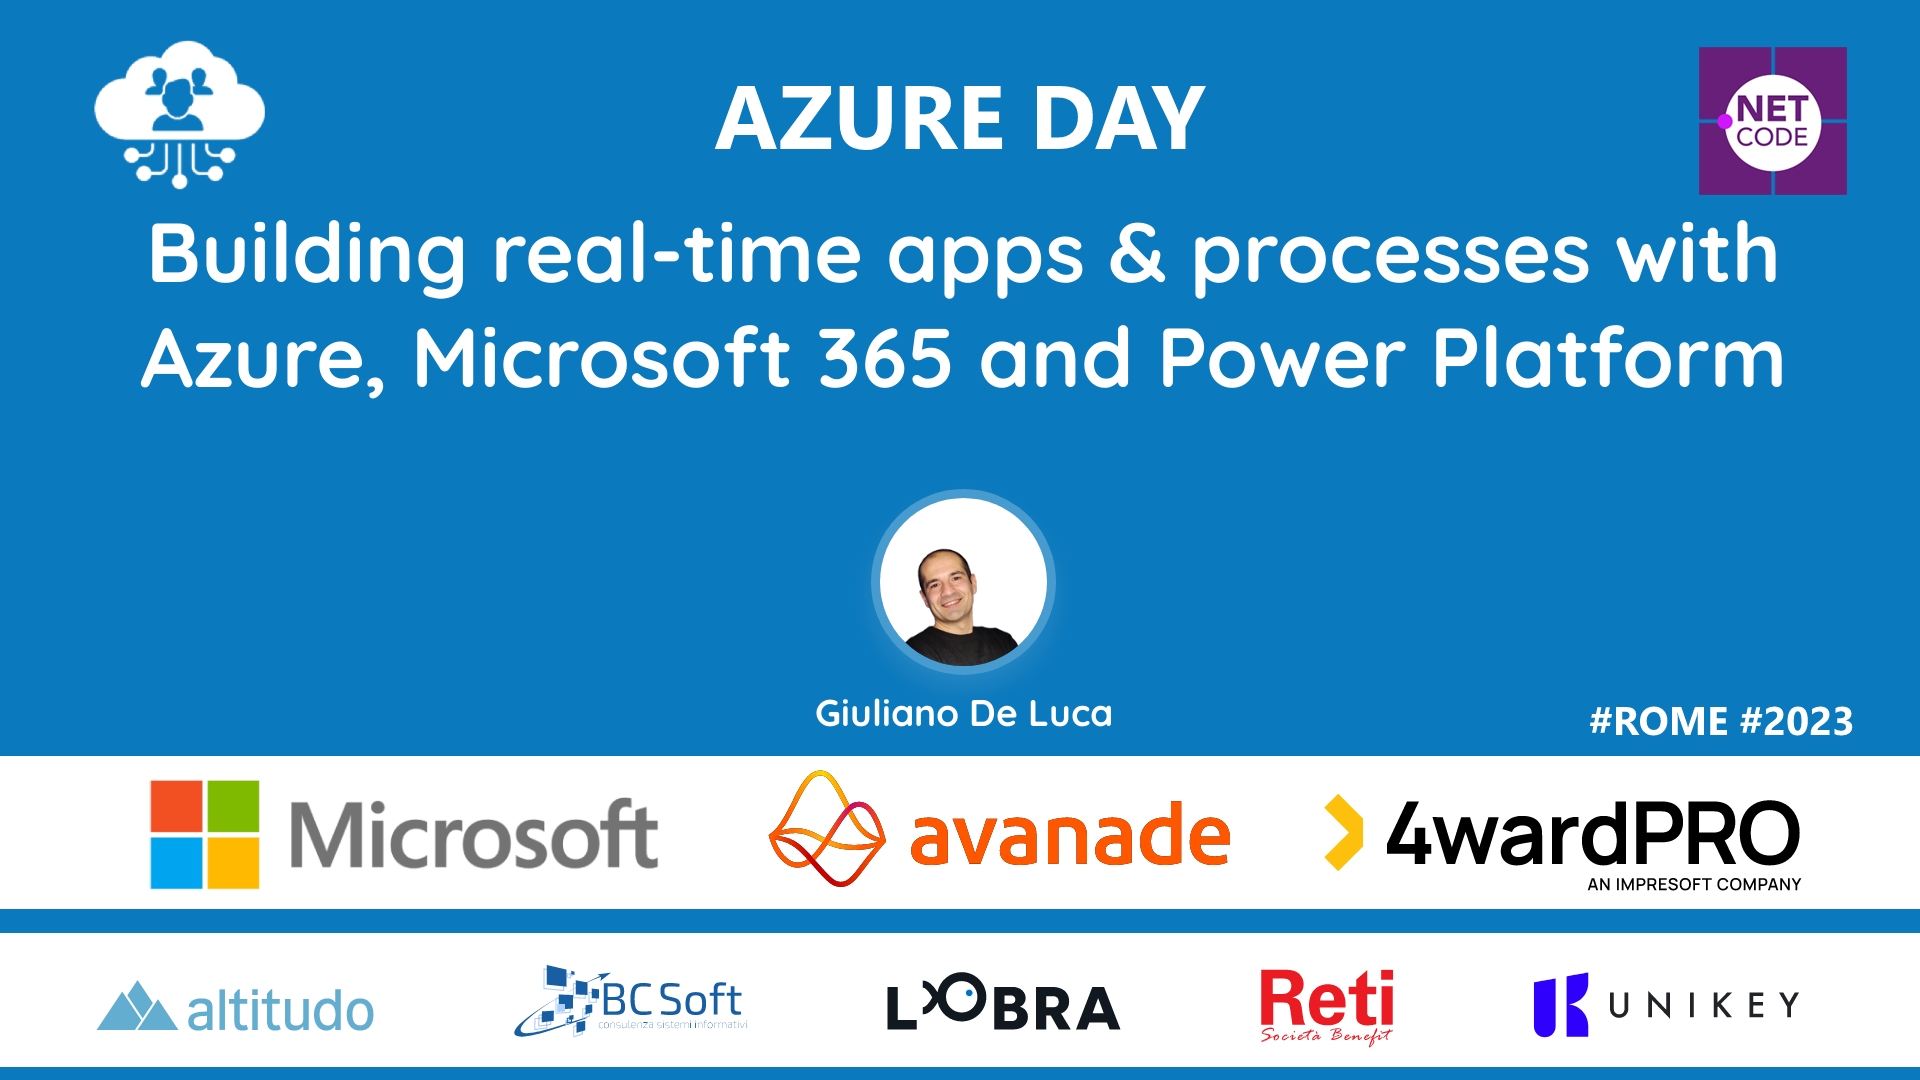 AZURE DAY
NET
CODE
Building real-time apps & processes with
Azure, Microsoft 365 and Power Platform
Giuliano De Luca
#ROME #2023
Microsoft
avanade
4wardPRO
AN IMPRESOFT COMPANY
altitudo
BCSoft
consulenza sistemi informativi
LOBRA
Reti
Società Benefit
UNIKEY